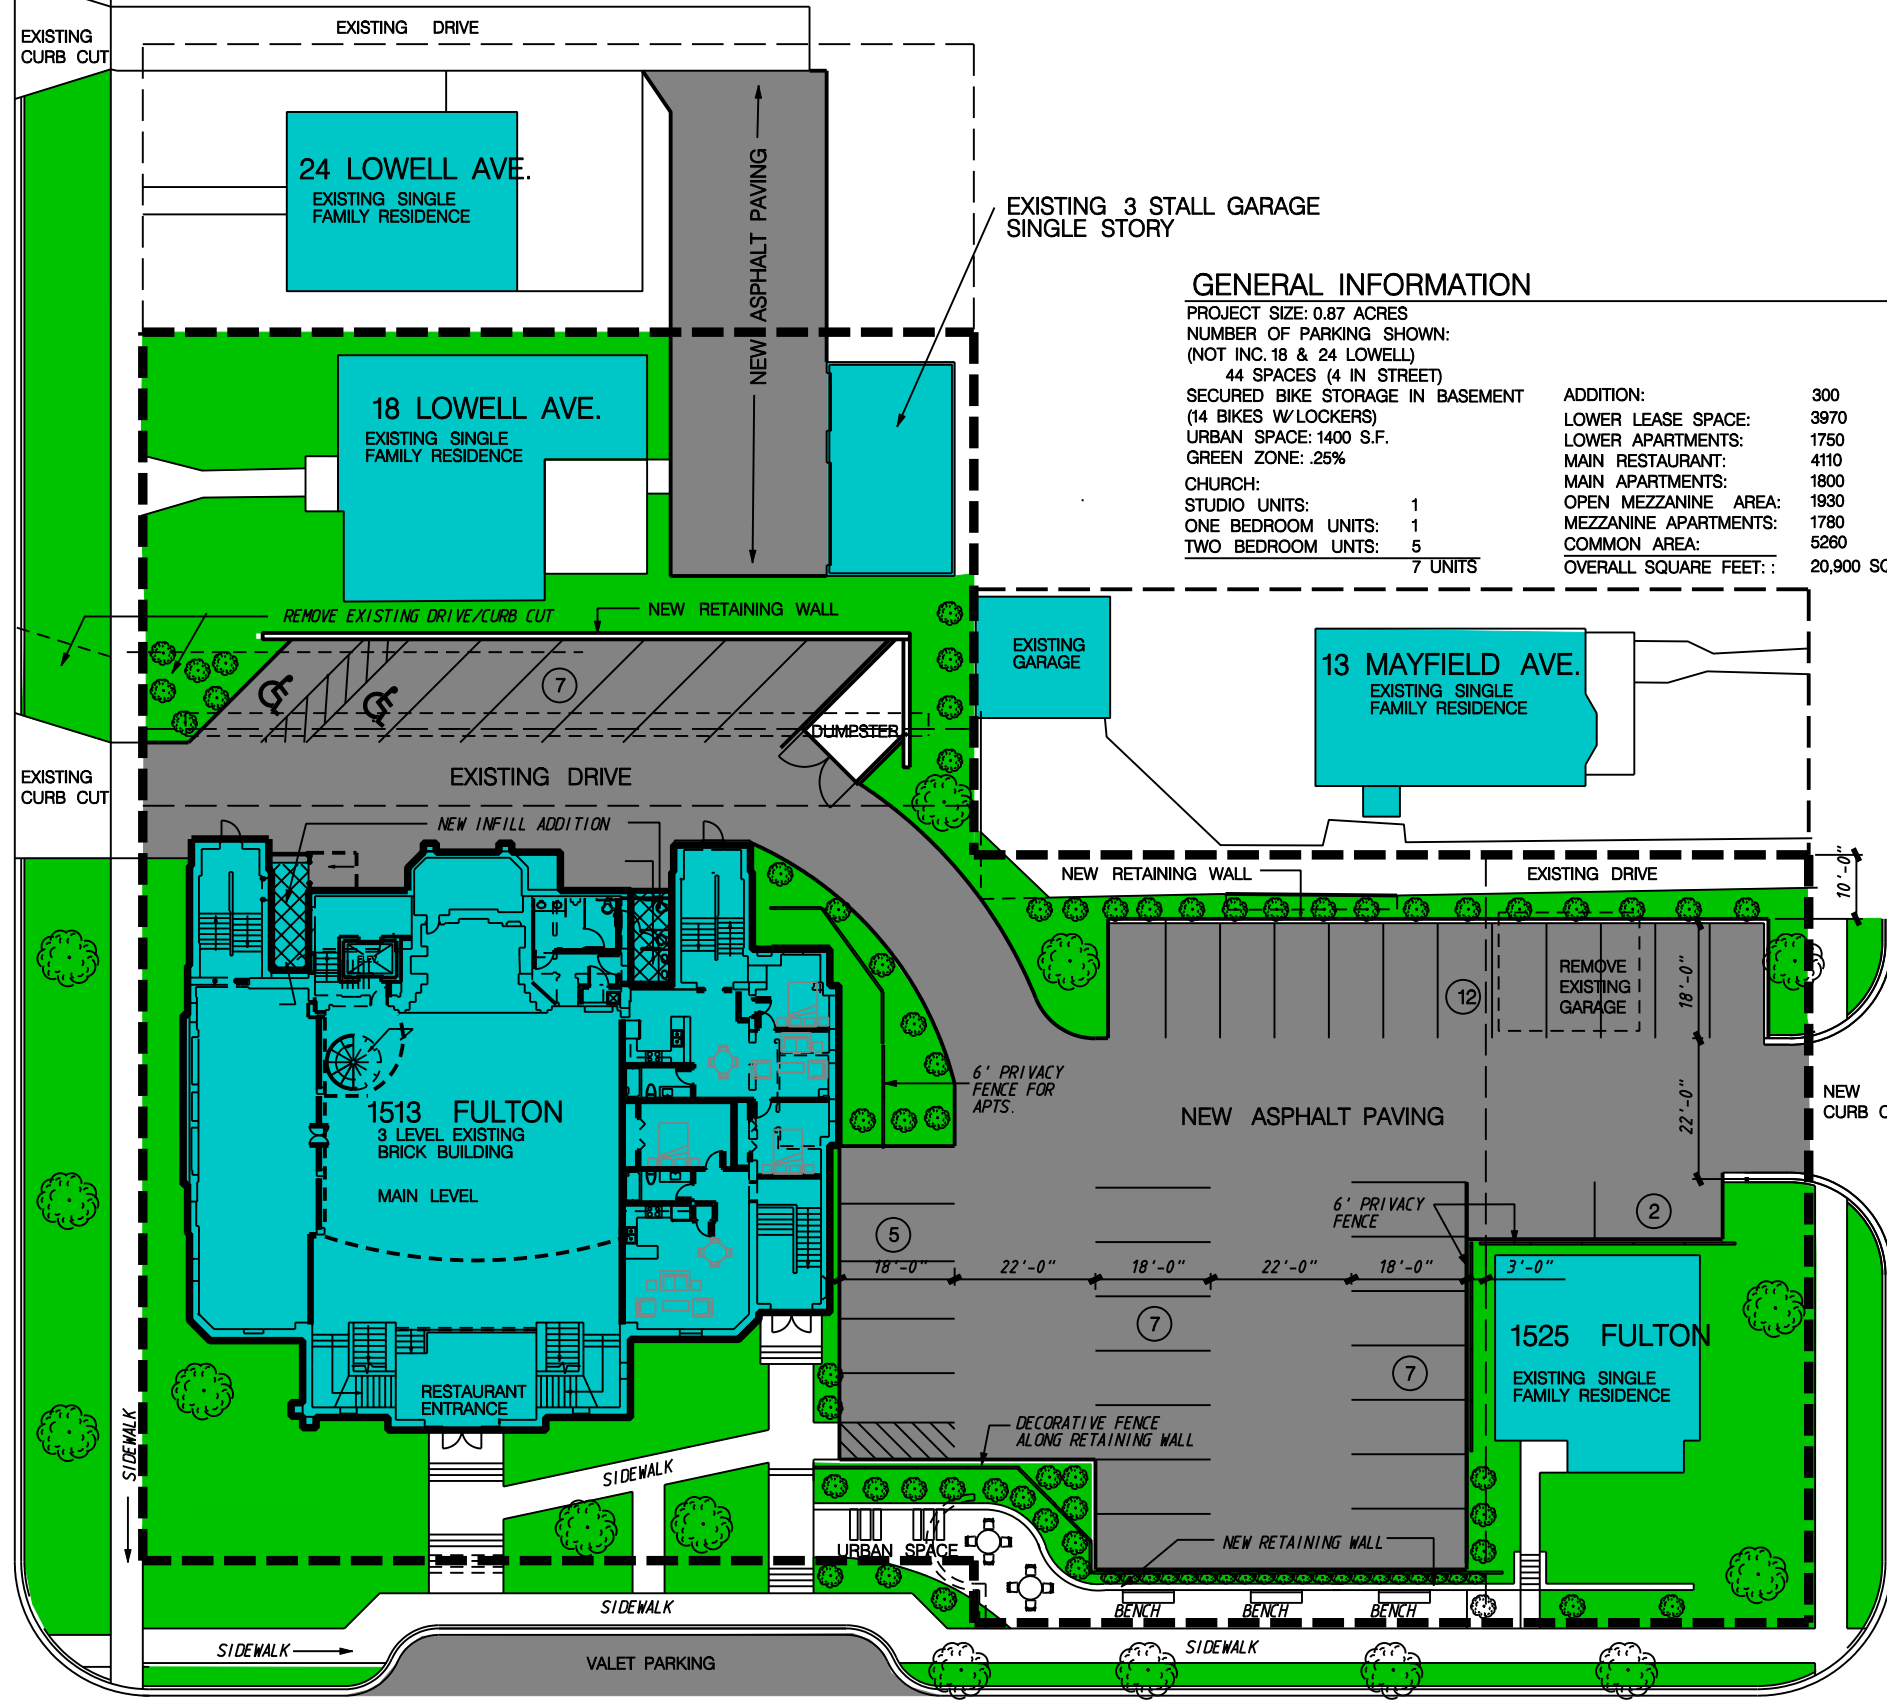 EXISTING DRIVE
EXISTING
CURB CUT
24 LOWELL AVE.
EXISTING SINGLE
FAMILY RESIDENCE
NEW ASPHALT PAVING
EXISTING 3 STALL GARAGE
SINGLE STORY
GENERAL INFORMATION
PROJECT SIZE: 0.87 ACRES
NUMBER OF PARKING SHOWN:
(NOT INC. 18 & 24 LOWELL)
44 SPACES (4 IN STREET)
SECURED BIKE STORAGE IN BASEMENT
(14 BIKES W/ LOCKERS)
URBAN SPACE: 1400 S.F.
GREEN ZONE: .25%
CHURCH:
STUDIO UNITS: 1
ONE BEDROOM UNITS: 1
TWO BEDROOM UNTS: 5
7 UNITS
ADDITION: 300
LOWER LEASE SPACE: 3970
LOWER APARTMENTS: 1750
MAIN RESTAURANT: 4110
MAIN APARTMENTS: 1800
OPEN MEZZANINE AREA: 1930
MEZZANINE APARTMENTS: 1780
COMMON AREA: 5260
OVERALL SQUARE FEET: : 20,900 SQ
18 LOWELL AVE.
EXISTING SINGLE
FAMILY RESIDENCE
REMOVE EXISTING DRIVE/CURB CUT
NEW RETAINING WALL
EXISTING
GARAGE
13 MAYFIELD AVE.
EXISTING SINGLE
FAMILY RESIDENCE
7
DUMPSTER
EXISTING
CURB CUT
EXISTING DRIVE
NEW INFILL ADDITION
NEW RETAINING WALL
EXISTING DRIVE
10'-0"
REMOVE
EXISTING
GARAGE
12
18'-0"
6' PRIVACY
FENCE FOR
APTS.
NEW ASPHALT PAVING
22'-0"
NEW
CURB C
1513 FULTON
3 LEVEL EXISTING
BRICK BUILDING
MAIN LEVEL
6' PRIVACY
FENCE
2
5
18'-0"
22'-0"
18'-0"
22'-0"
18'-0"
3'-0"
7
7
1525 FULTON
EXISTING SINGLE
FAMILY RESIDENCE
RESTAURANT
ENTRANCE
DECORATIVE FENCE
ALONG RETAINING WALL
SIDEWALK
SIDEWALK
URBAN SPACE
NEW RETAINING WALL
SIDEWALK
BENCH
BENCH
BENCH
SIDEWALK
SIDEWALK
VALET PARKING